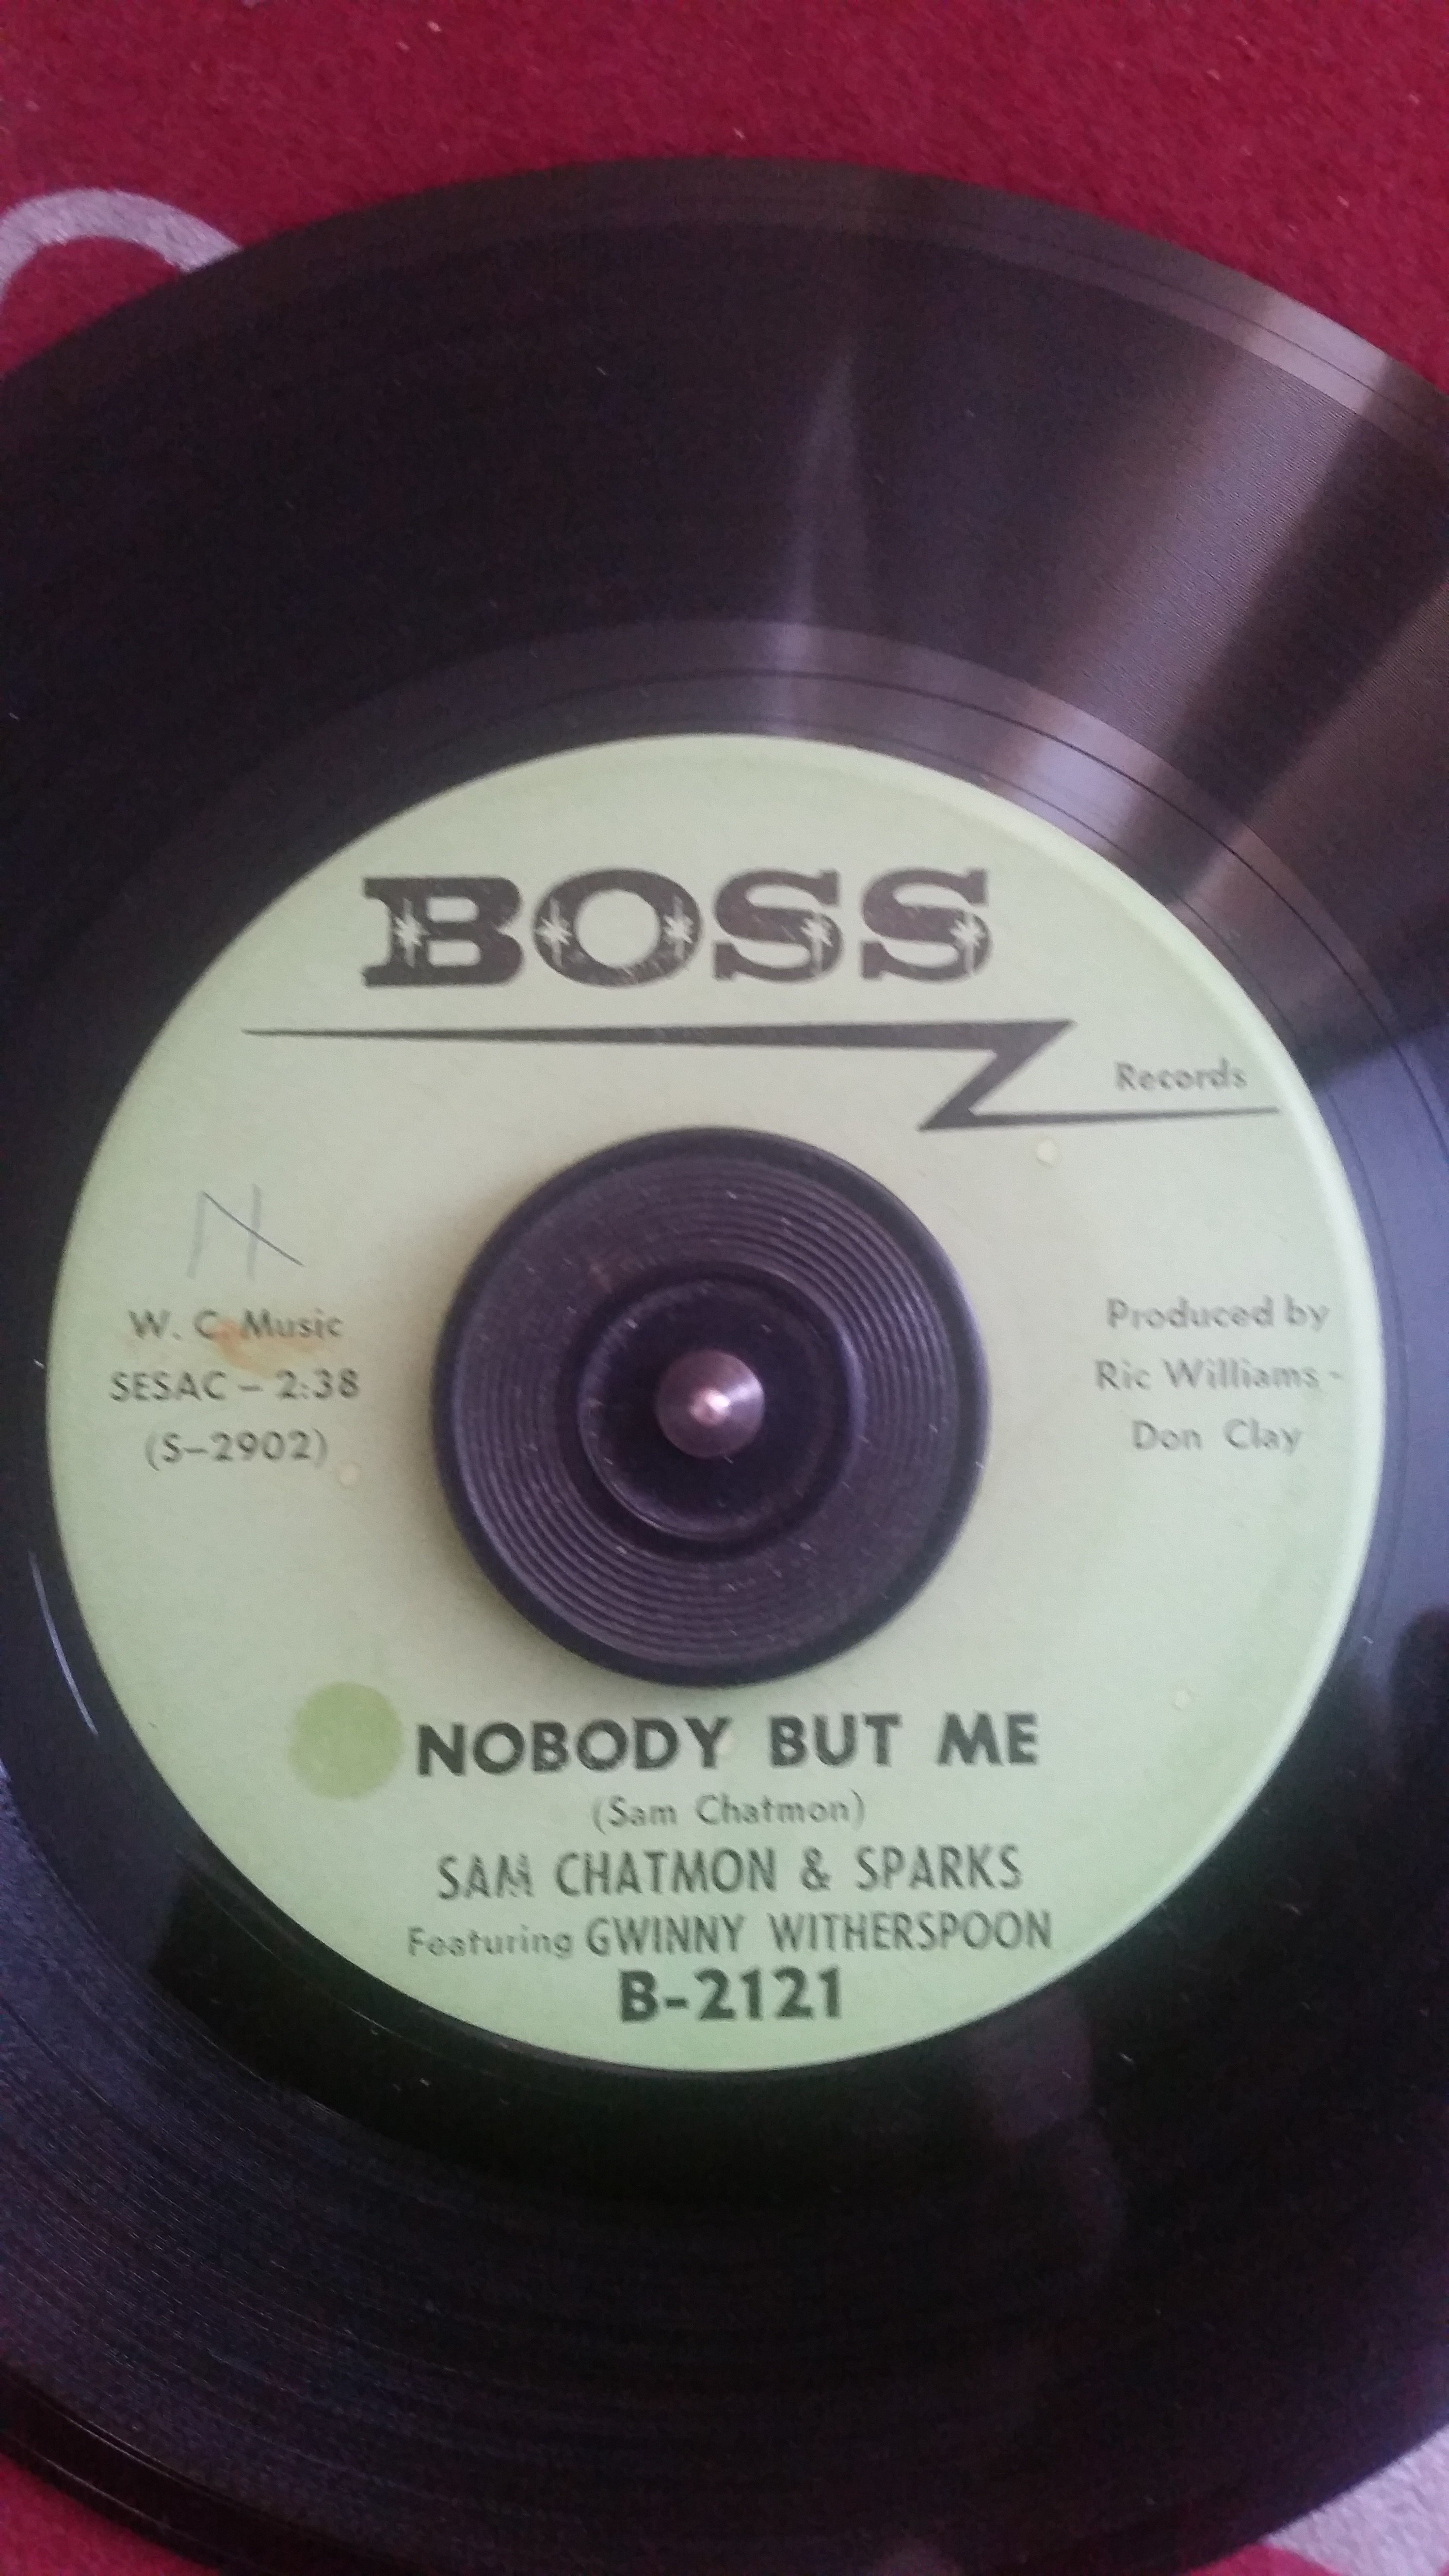 BOSS
Records
N
W. C. Music
SESAC – 2:38
(S–2902)
Produced by
Ric Williams -
Don Clay
NOBODY BUT ME
(Sam Chatmon)
SAM CHATMON & SPARKS
Featuring GWINNY WITHERSPOON
B-2121